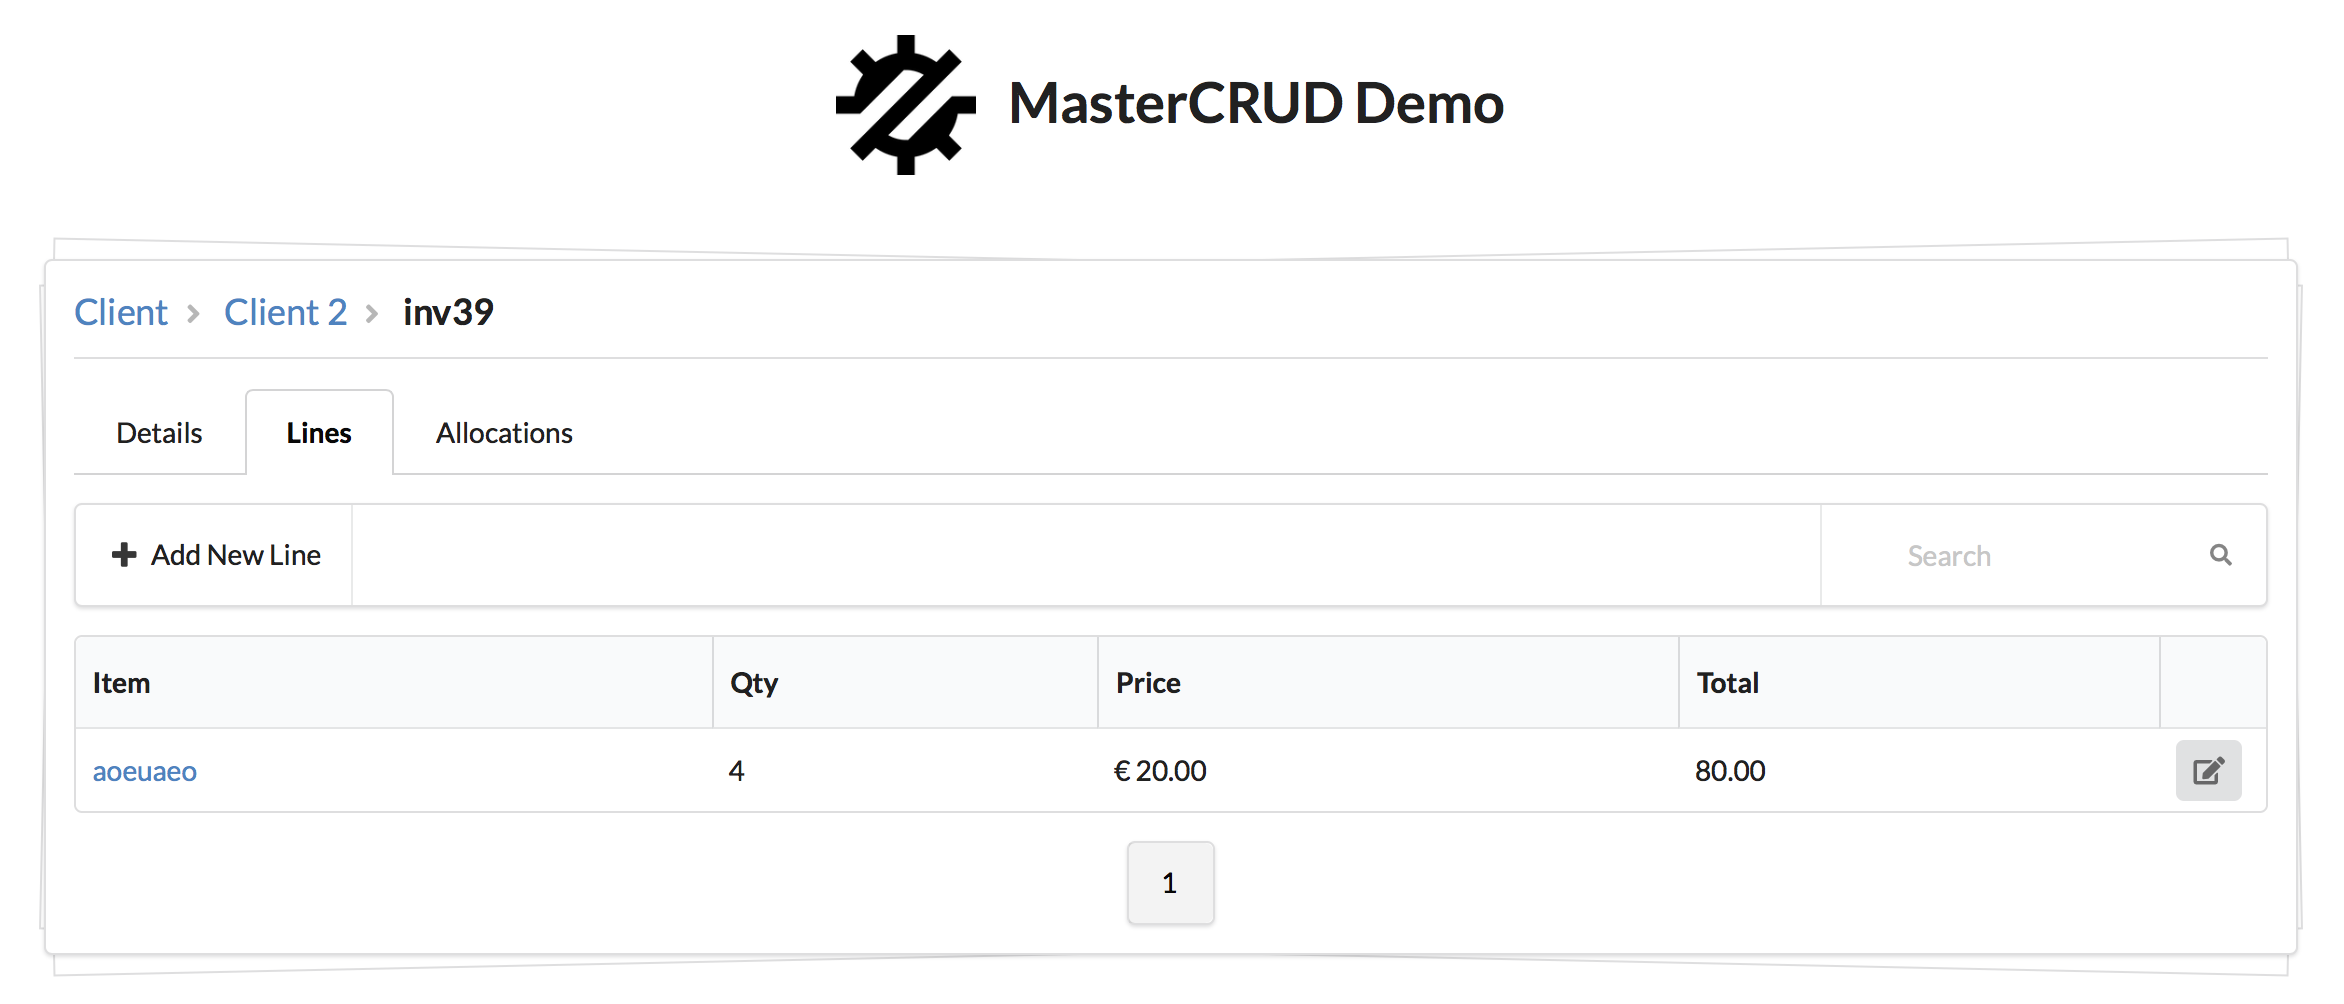 MasterCRUD Demo
Client Client 2 inv39
Details Lines Allocations
Add New Line Search
Item Qty Price Total
aoeuaeo 4 € 20.00 80.00
1